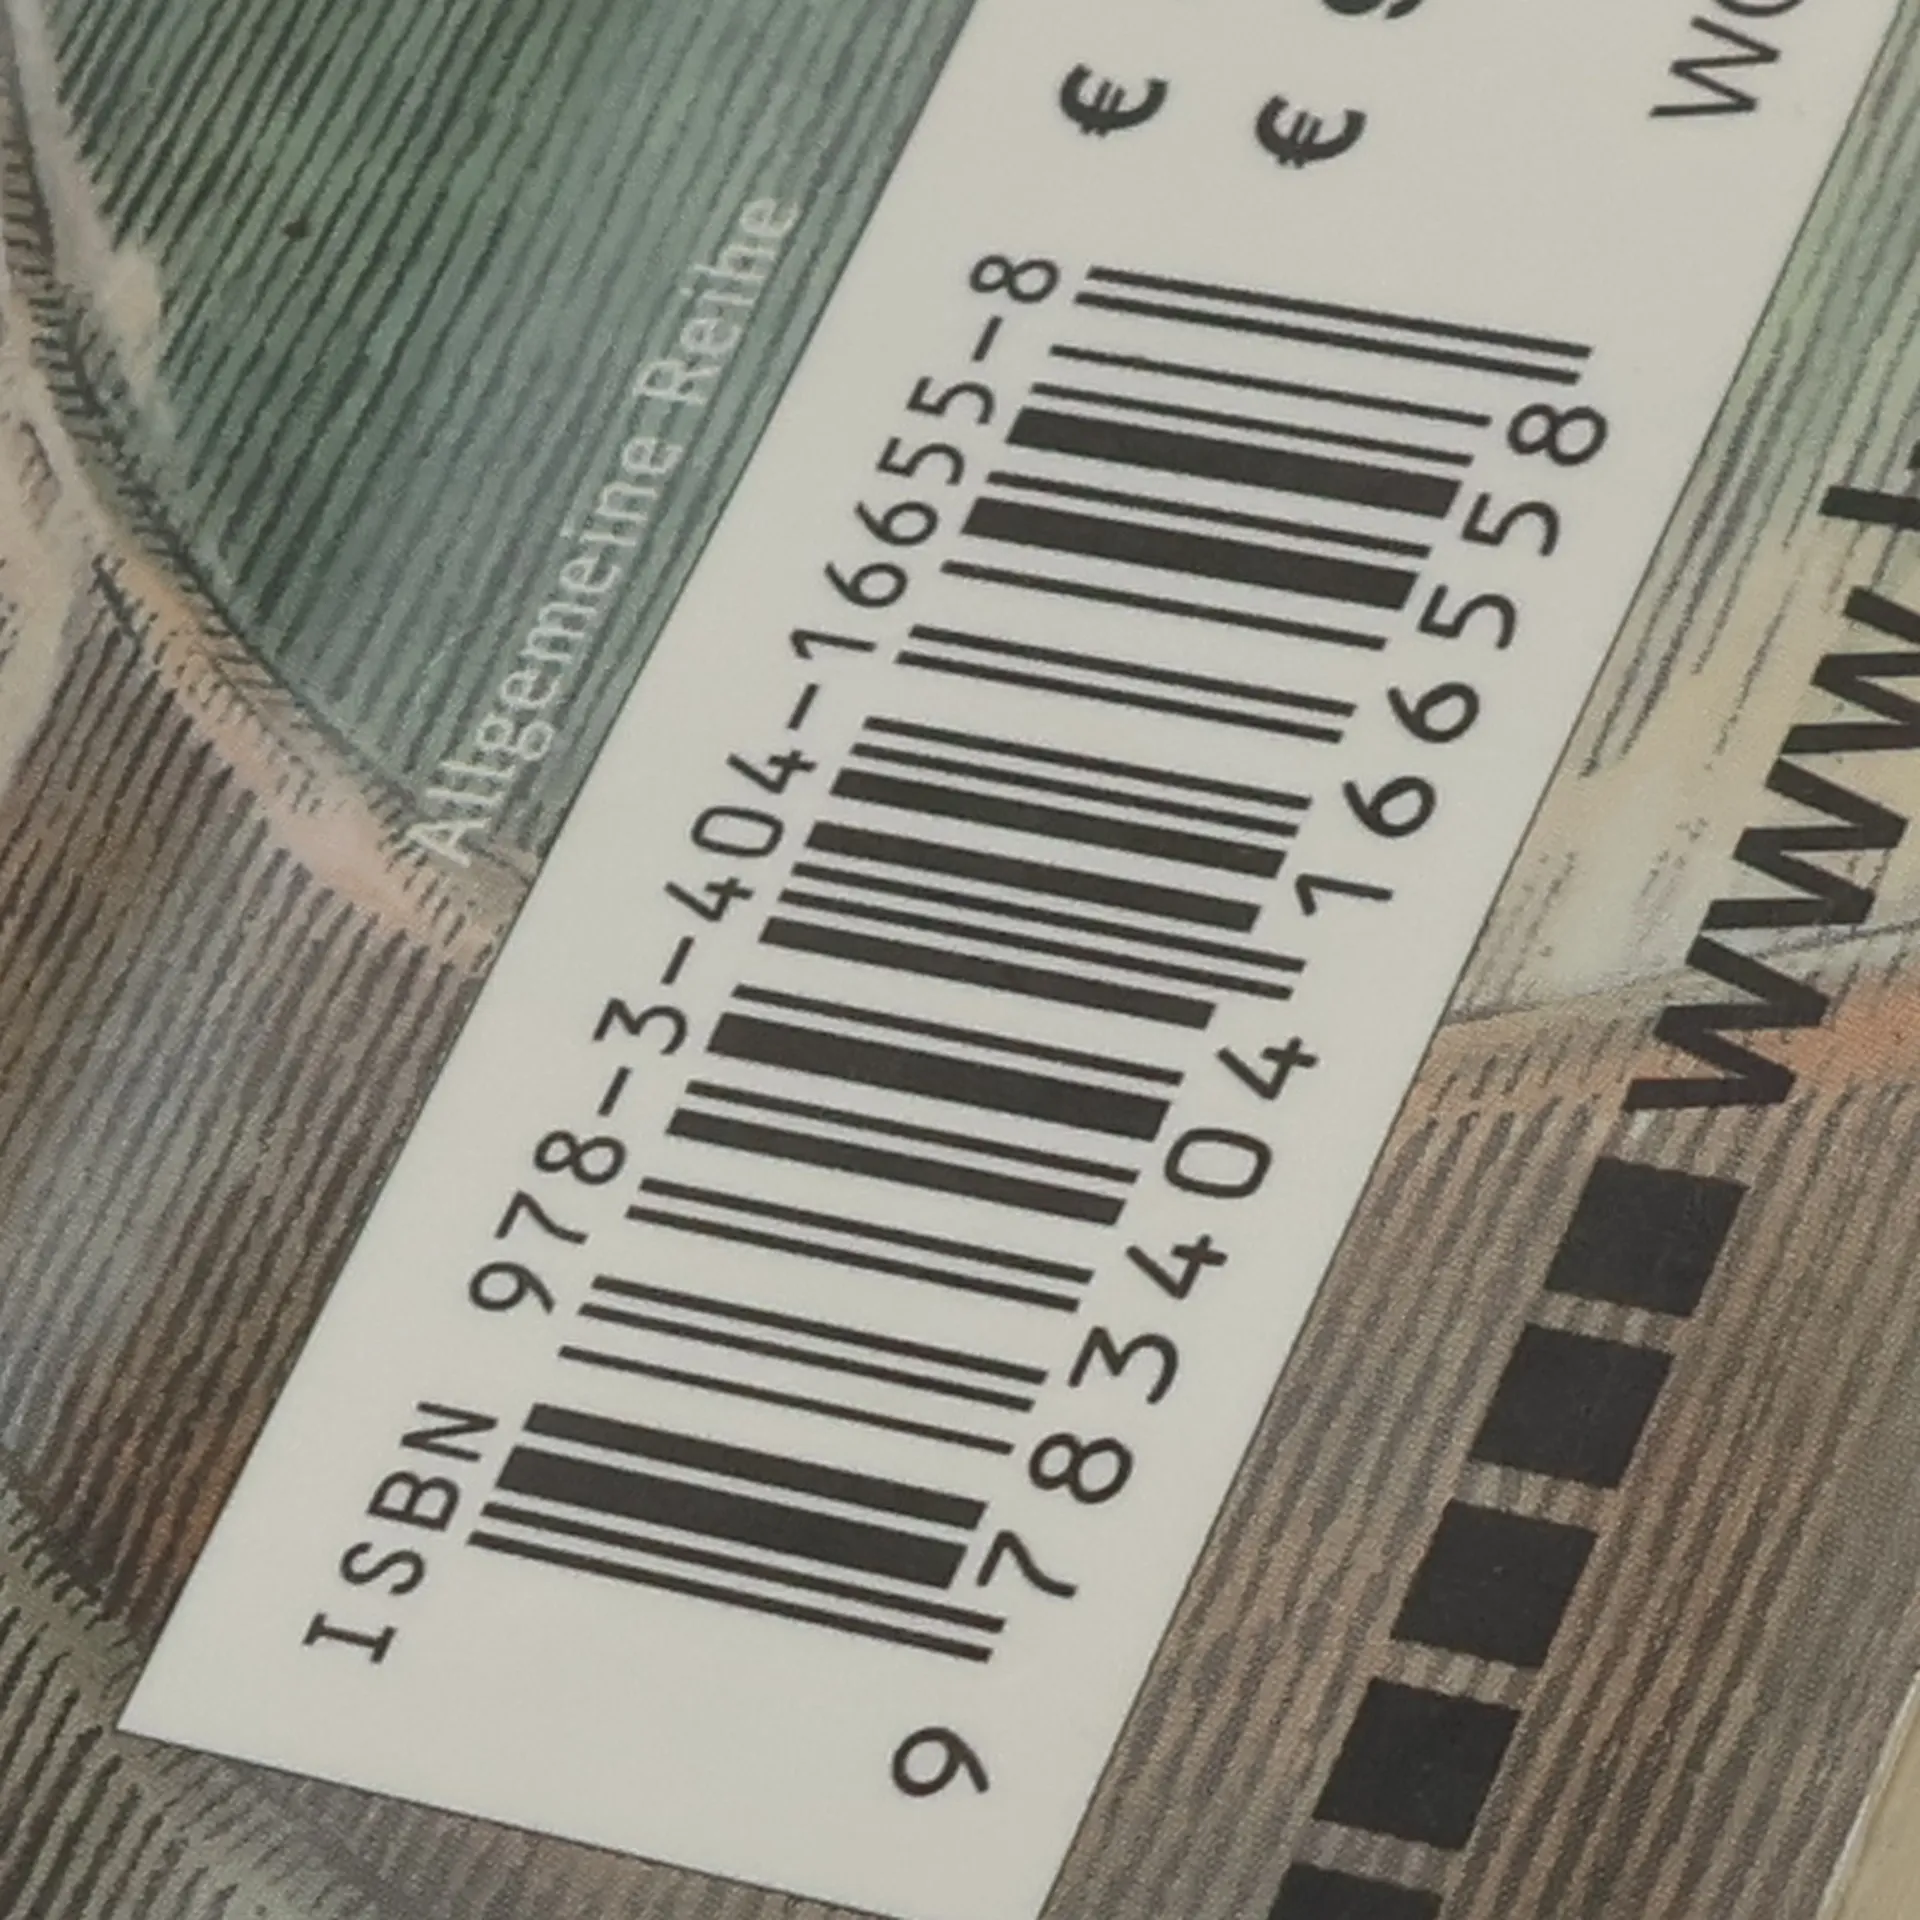 Allgemeine Reihe
ISBN 978-3-404-16655-8
9 783404 166558
€
€
www